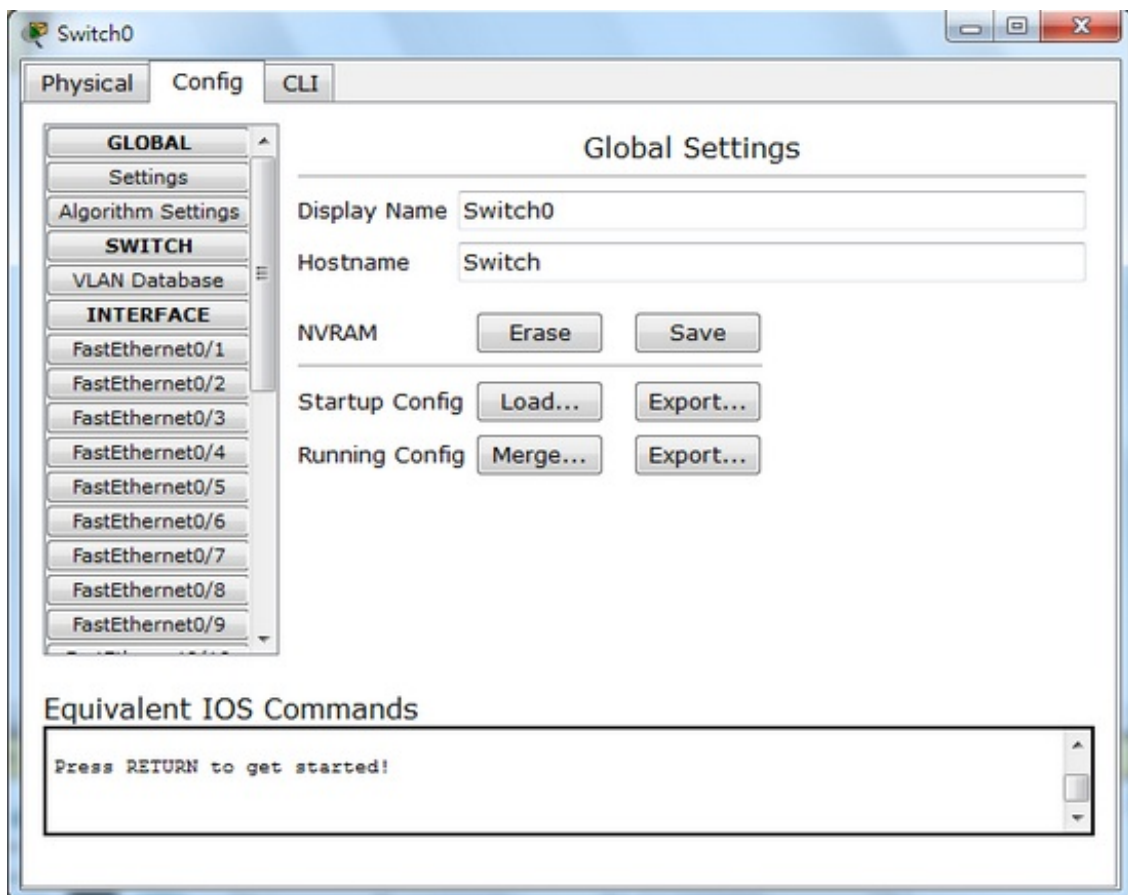 Switch0
Physical Config CLI
GLOBAL
Settings
Algorithm Settings
SWITCH
VLAN Database
INTERFACE
FastEthernet0/1
FastEthernet0/2
FastEthernet0/3
FastEthernet0/4
FastEthernet0/5
FastEthernet0/6
FastEthernet0/7
FastEthernet0/8
FastEthernet0/9
Global Settings
Display Name Switch0
Hostname Switch
NVRAM Erase Save
Startup Config Load... Export...
Running Config Merge... Export...
Equivalent IOS Commands
Press RETURN to get started!